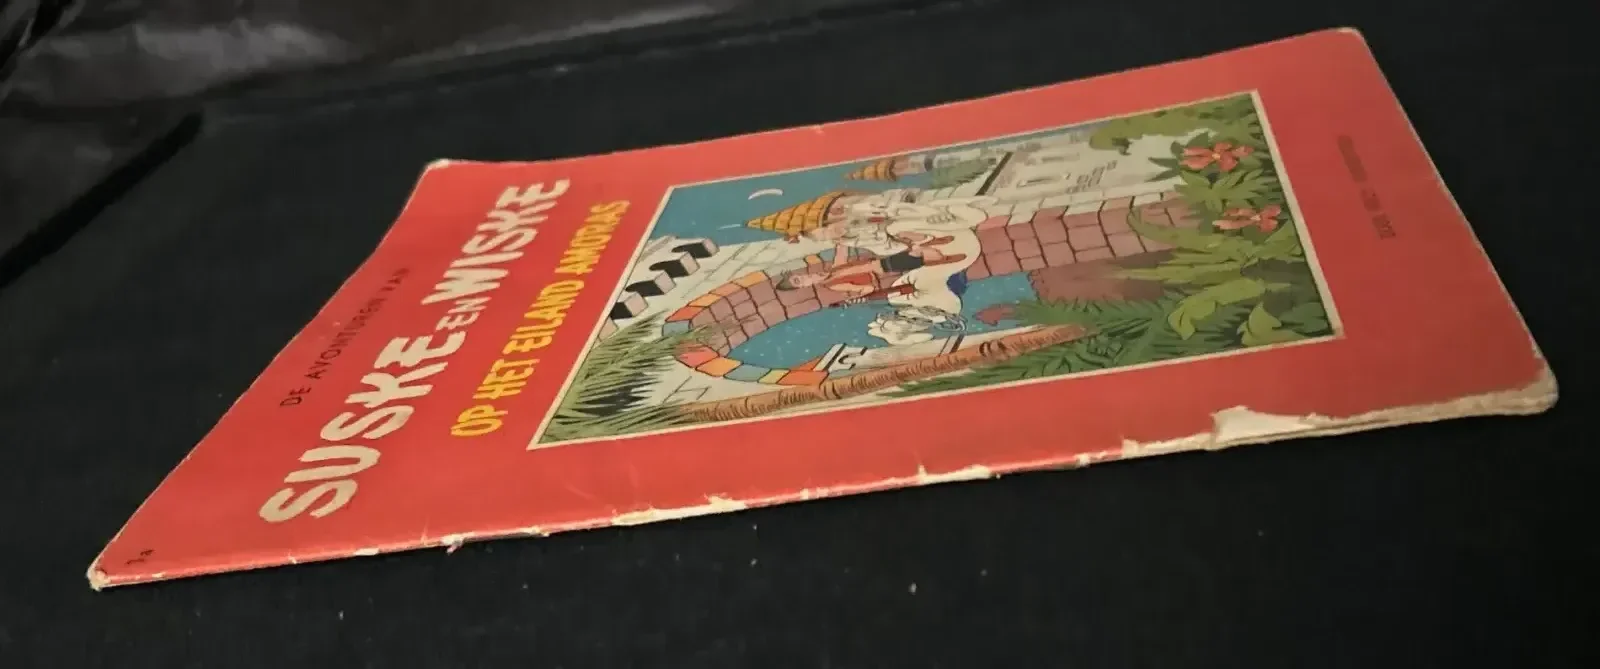 DE AVONTUREN VAN
SUSKE EN WISKE
OP HET EILAND AMORAS